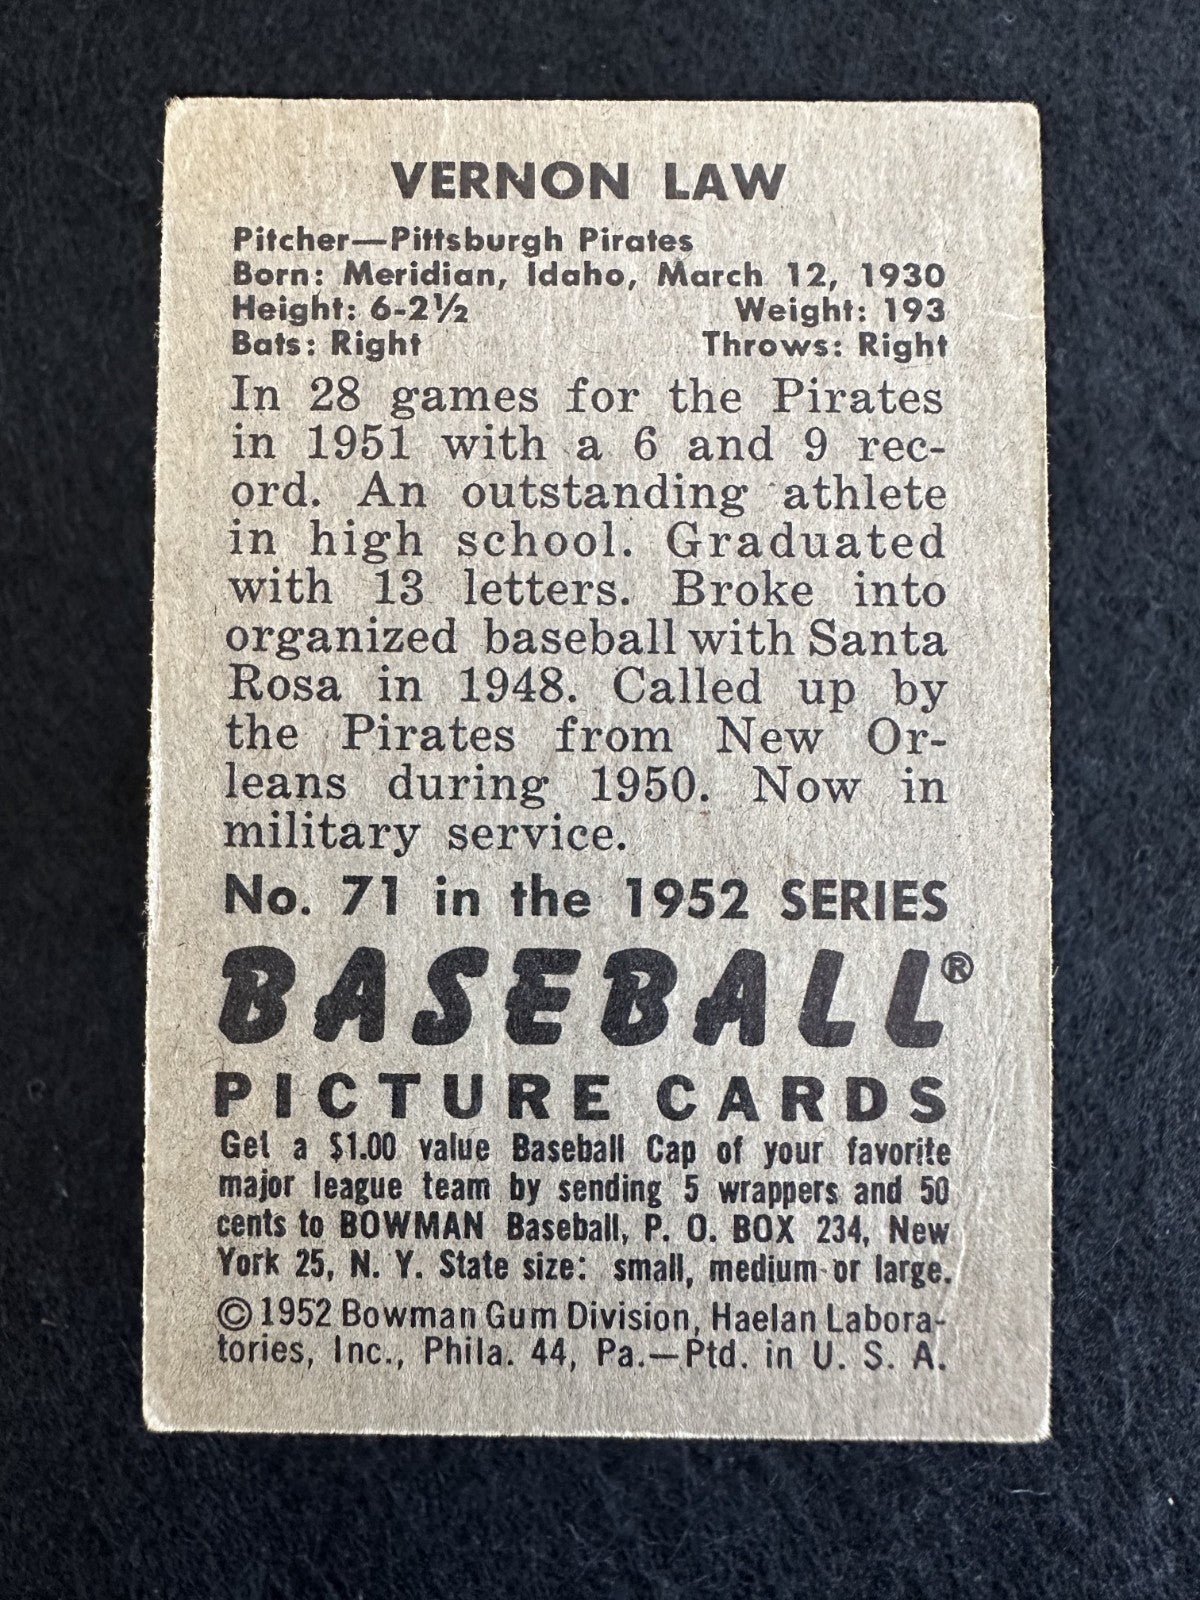 VERNON LAW
Pitcher—Pittsburgh Pirates
Born: Meridian, Idaho, March 12, 1930
Height: 6-2½ Weight: 193
Bats: Right Throws: Right
In 28 games for the Pirates
in 1951 with a 6 and 9 rec-
ord. An outstanding athlete
in high school. Graduated
with 13 letters. Broke into
organized baseball with Santa
Rosa in 1948. Called up by
the Pirates from New Or-
leans during 1950. Now in
military service.
No. 71 in the 1952 SERIES
BASEBALL®
PICTURE CARDS
Get a $1.00 value Baseball Cap of your favorite
major league team by sending 5 wrappers and 50
cents to BOWMAN Baseball, P. O. BOX 234, New
York 25, N. Y. State size: small, medium or large.
© 1952 Bowman Gum Division, Haelan Labora-
tories, Inc., Phila. 44, Pa.—Ptd. in U. S. A.